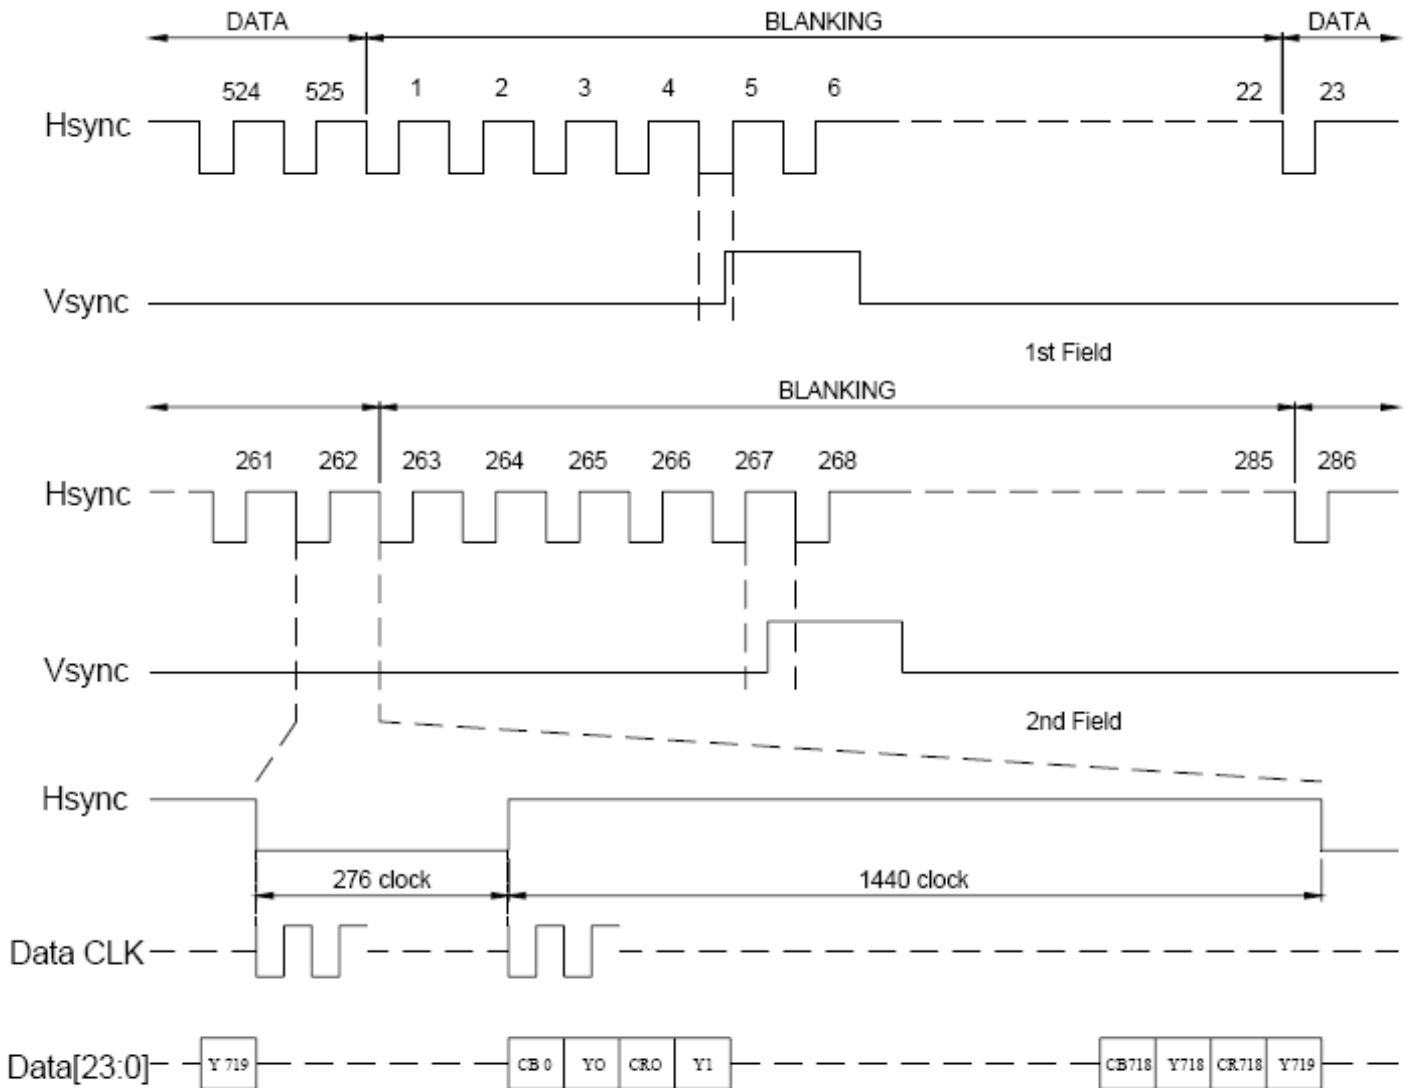 DATA BLANKING DATA
524 525 1 2 3 4 5 6 22 23
Hsync
Vsync
1st Field
BLANKING
261 262 263 264 265 266 267 268 285 286
Hsync
Vsync
2nd Field
Hsync
276 clock 1440 clock
Data CLK
Data[23:0] Y 719 CB 0 Y0 CR0 Y1 CB718 Y718 CR718 Y719